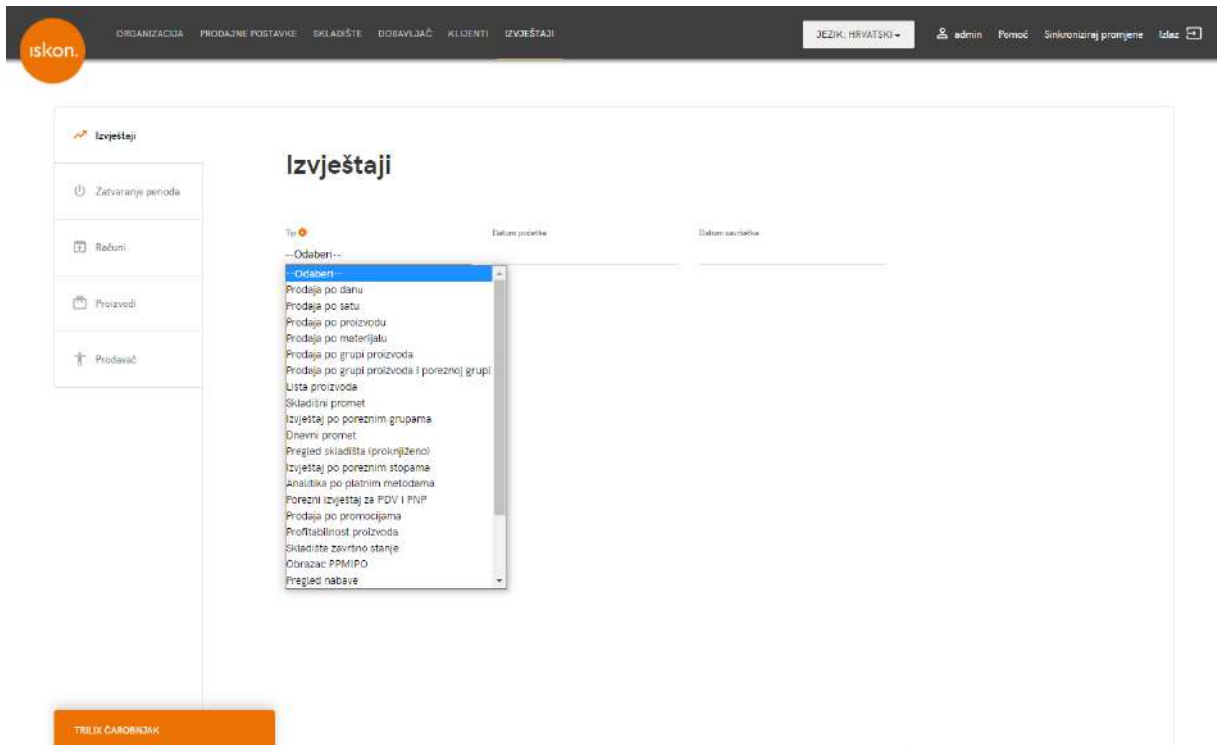 iskon.
ORGANIZACIJA PRODAJNE POSTAVKE SKLADIŠTE DOBAVLJAČ KLIJENTI IZVJEŠTAJI
JEZIK: HRVATSKI
admin Pomoć Sinkroniziraj promjene Izlaz
Izvještaji
Zatvaranje perioda
Računi
Proizvodi
Prodavač
Izvještaji
Tip Datum početka Datum završetka
--Odaberi--
--Odaberi--
Prodaja po danu
Prodaja po satu
Prodaja po proizvodu
Prodaja po materijalu
Prodaja po grupi proizvoda
Prodaja po grupi proizvoda i poreznoj grupi
Lista proizvoda
Skladišni promet
Izvještaj po poreznim grupama
Dnevni promet
Pregled skladišta (proknjiženo)
Izvještaj po poreznim stopama
Analitika po platnim metodama
Porezni izvještaj za PDV i PNP
Prodaja po promocijama
Profitabilnost proizvoda
Skladište završno stanje
Obrazac PPMIPO
Pregled nabave
TRILIX ČAROBNJAK